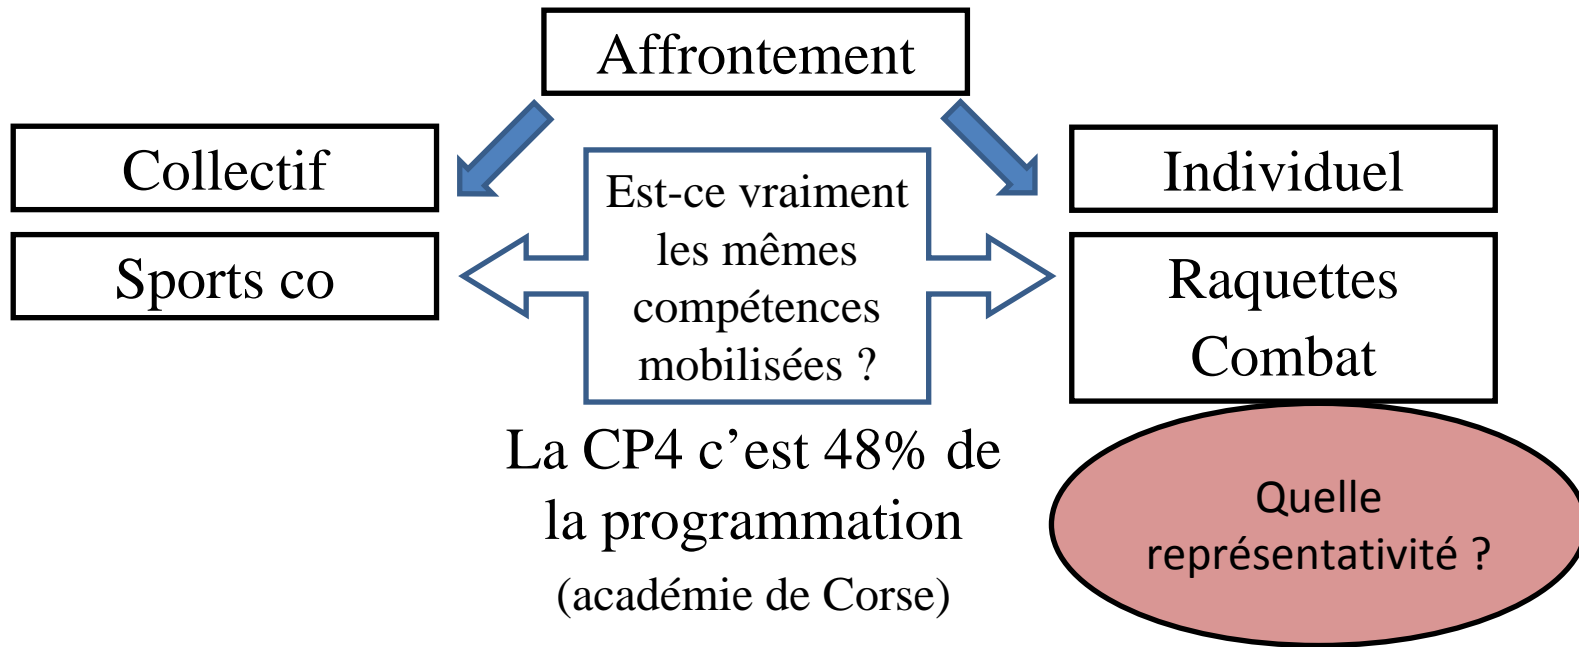 Affrontement
Collectif
Individuel
Sports co
Est-ce vraiment
les mêmes
compétences
mobilisées ?
Raquettes
Combat
La CP4 c’est 48% de
la programmation
(académie de Corse)
Quelle
représentativité ?